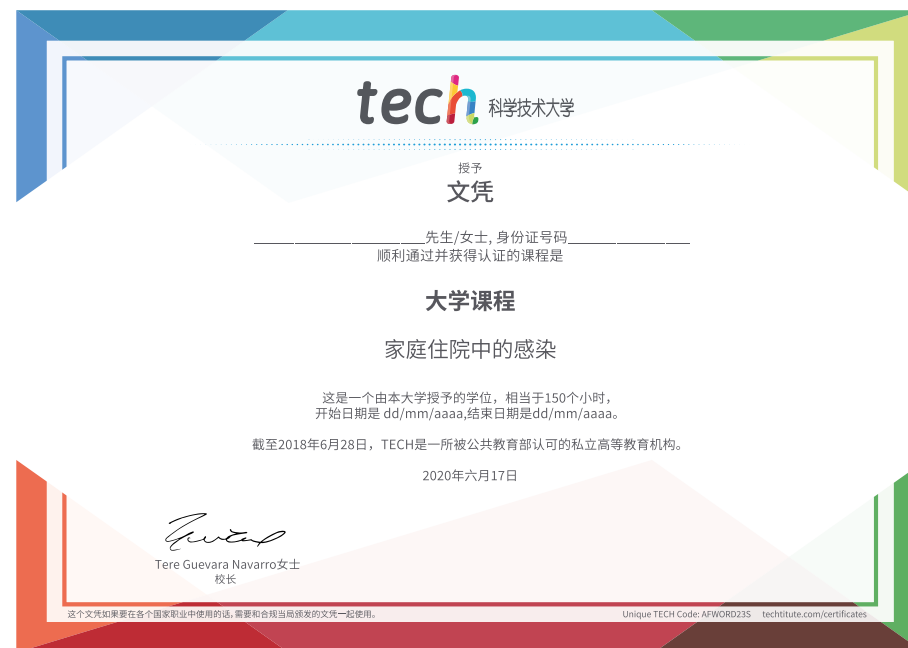 tech 科学技术大学
授予
文凭
先生/女士, 身份证号码
顺利通过并获得认证的课程是
大学课程
家庭住院中的感染
这是一个由本大学授予的学位，相当于150个小时，
开始日期是 dd/mm/aaaa,结束日期是dd/mm/aaaa。
截至2018年6月28日，TECH是一所被公共教育部认可的私立高等教育机构。
2020年六月17日
Tere Guevara Navarro女士
校长
这个文凭如果要在各个国家职业中使用的话,需要和合规当局颁发的文凭一起使用。
Unique TECH Code: AFWORD23S techtitute.com/certificates